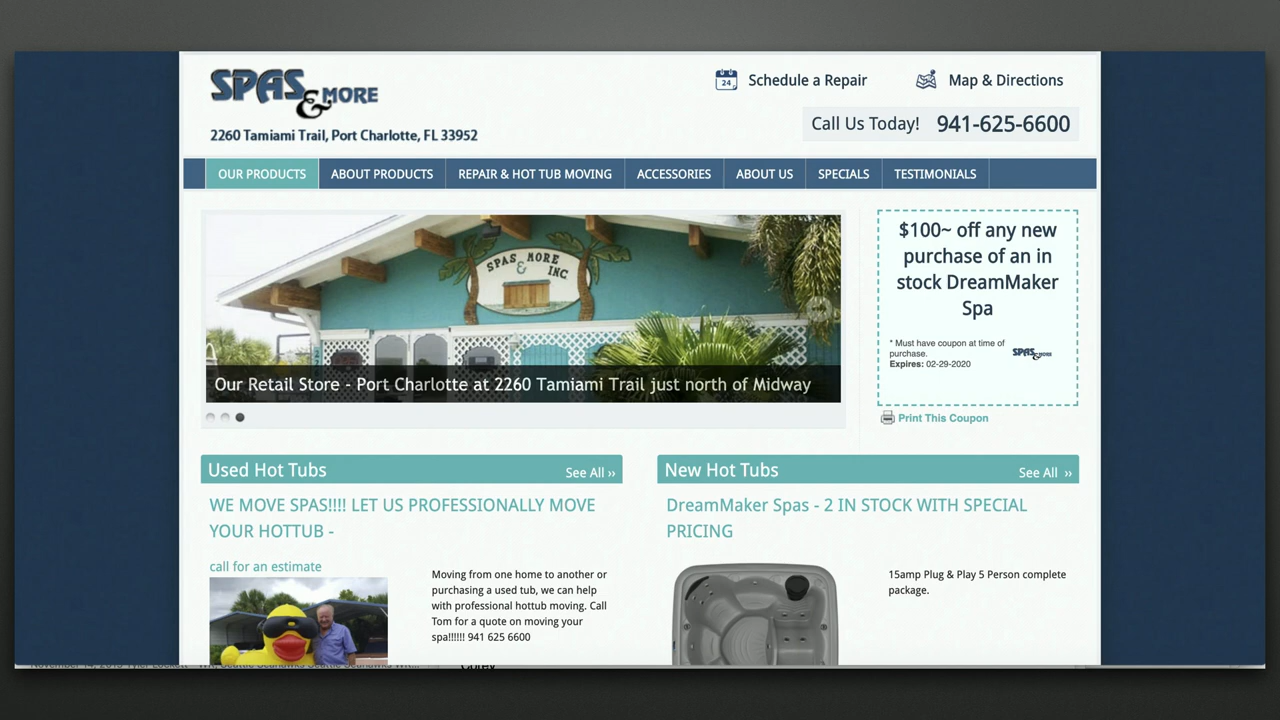 SPAS & MORE
2260 Tamiami Trail, Port Charlotte, FL 33952
24
Schedule a Repair
Map & Directions
Call Us Today! 941-625-6600
OUR PRODUCTS
ABOUT PRODUCTS
REPAIR & HOT TUB MOVING
ACCESSORIES
ABOUT US
SPECIALS
TESTIMONIALS
SPAS & MORE
INC
Our Retail Store - Port Charlotte at 2260 Tamiami Trail just north of Midway
$100~ off any new
purchase of an in
stock DreamMaker
Spa
* Must have coupon at time of
purchase.
Expires: 02-29-2020
SPAS & MORE
Print This Coupon
Used Hot Tubs
See All ››
WE MOVE SPAS!!!! LET US PROFESSIONALLY MOVE
YOUR HOTTUB -
call for an estimate
Moving from one home to another or
purchasing a used tub, we can help
with professional hottub moving. Call
Tom for a quote on moving your
spa!!!!!! 941 625 6600
New Hot Tubs
See All ››
DreamMaker Spas - 2 IN STOCK WITH SPECIAL
PRICING
15amp Plug & Play 5 Person complete
package.